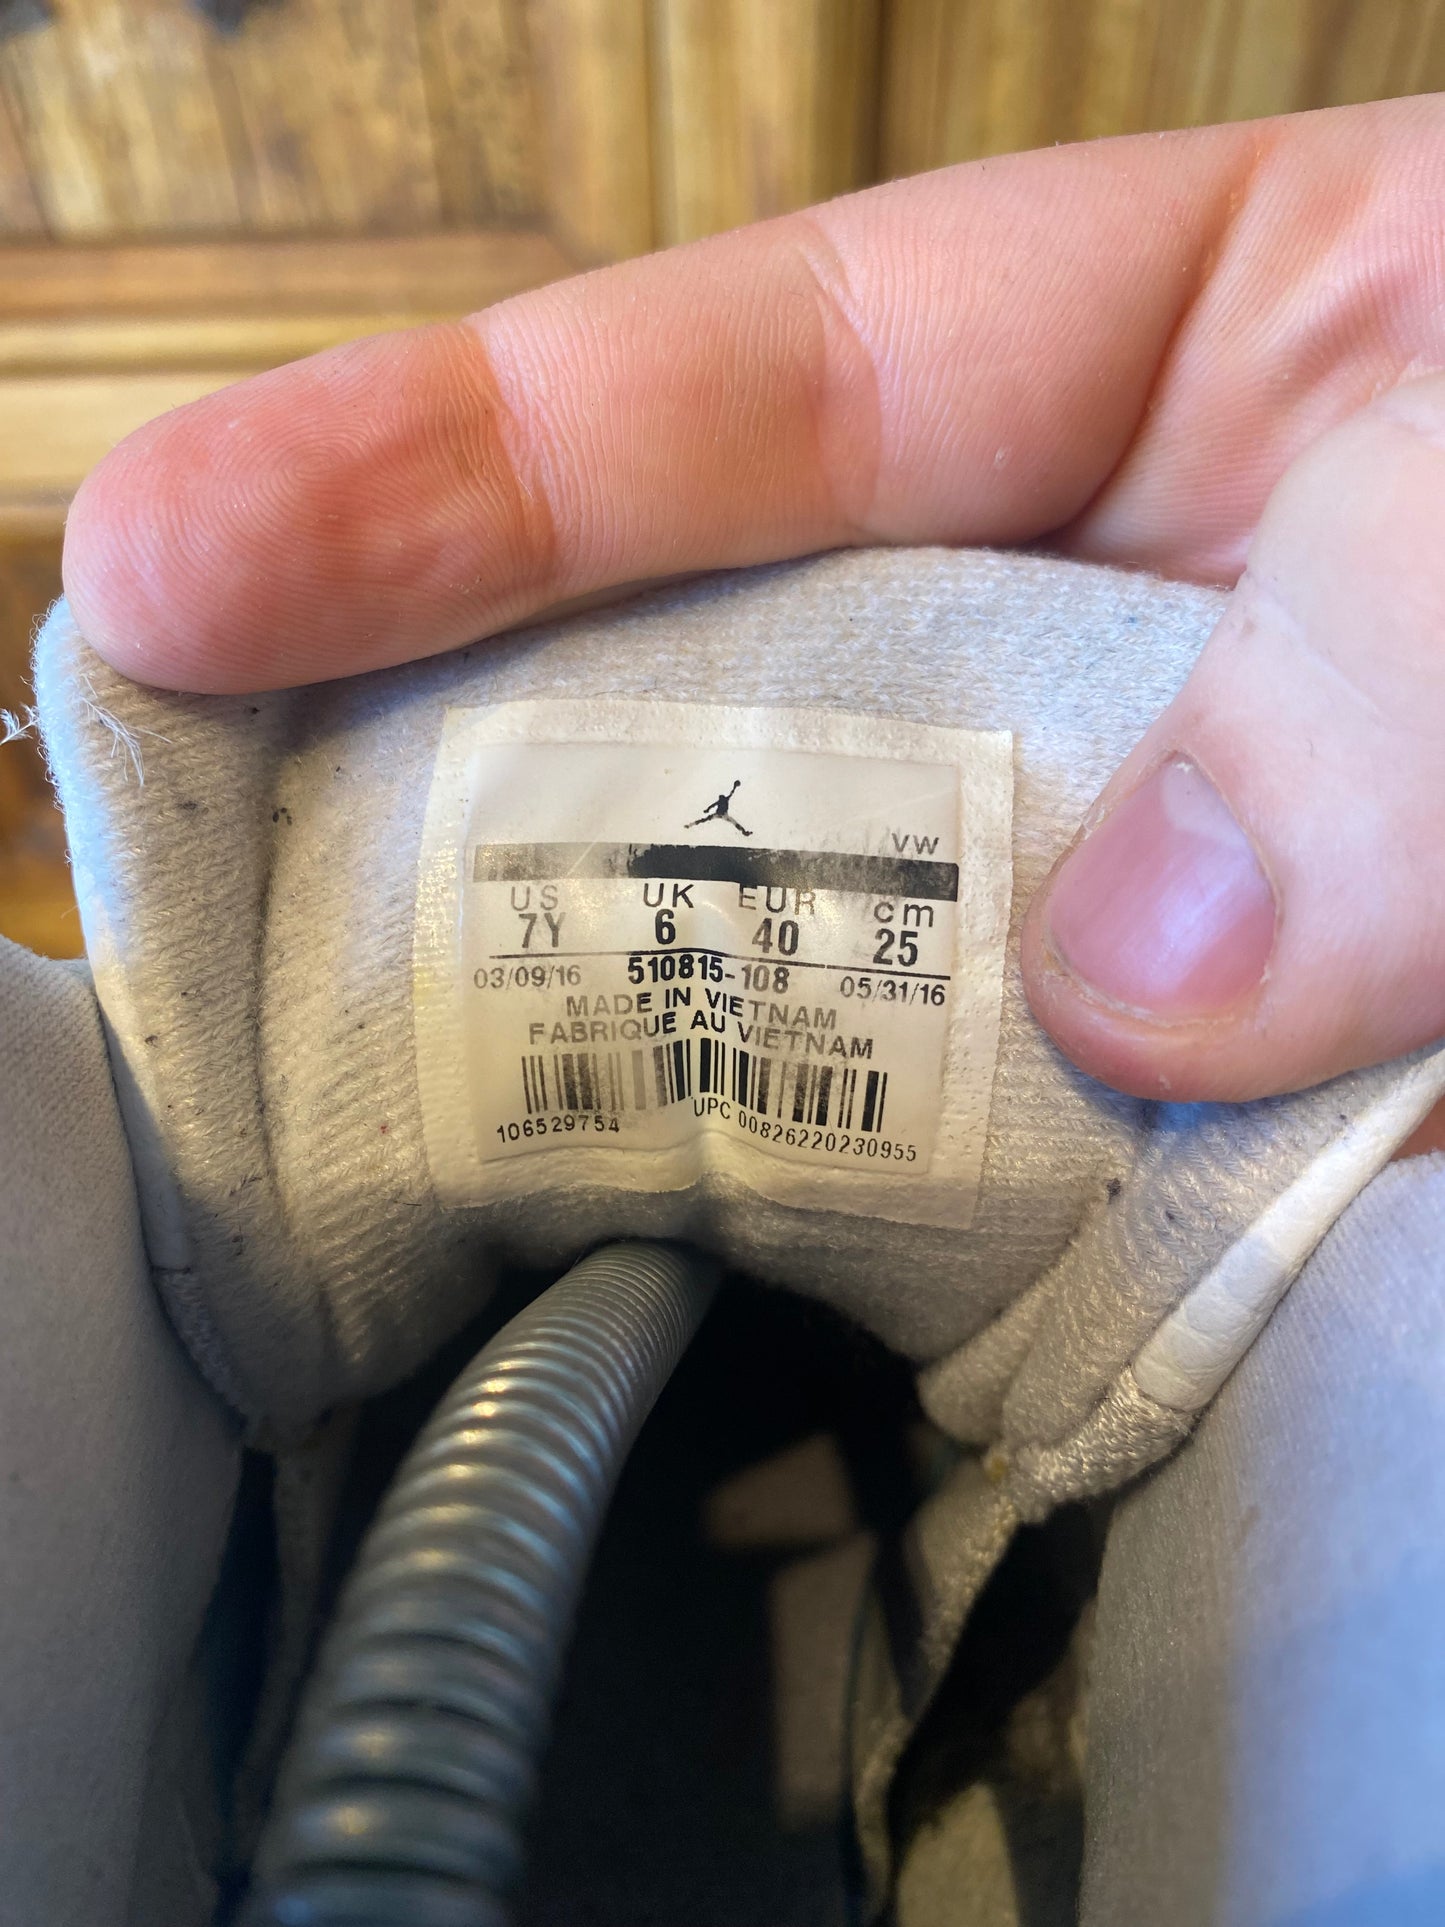 VW
US UK EUR cm
7Y 6 40 25
03/09/16 510815-108 05/31/16
MADE IN VIETNAM
FABRIQUE AU VIETNAM
106529754 UPC 00826220230955